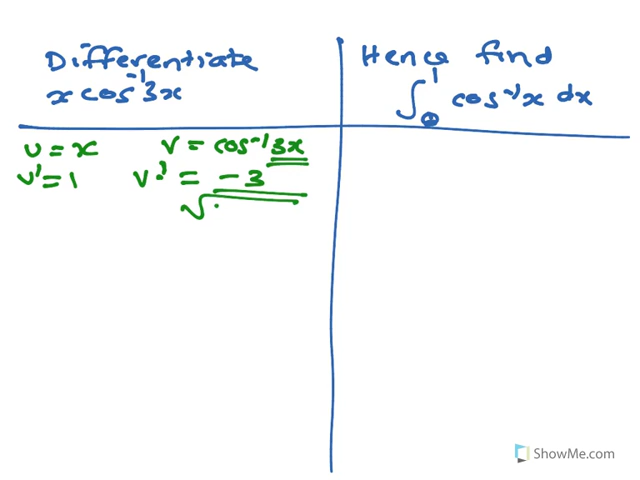 Differentiate
x cos⁻¹3x
Hence find
∫₀¹ cos⁻¹x dx
u = x
v = cos⁻¹3x
u' = 1
v' = -3
√
ShowMe.com